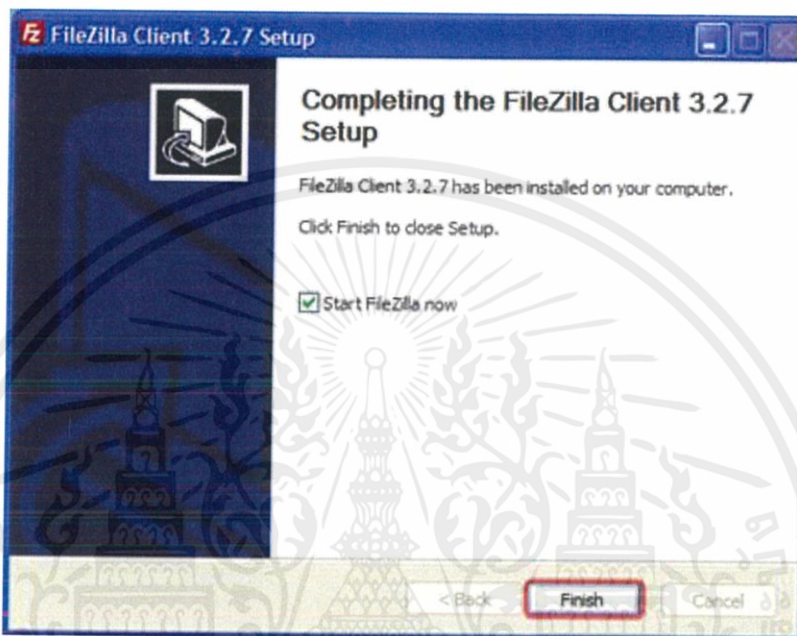 Fz FileZilla Client 3.2.7 Setup
Completing the FileZilla Client 3.2.7
Setup
FileZilla Client 3.2.7 has been installed on your computer.
Click Finish to close Setup.
Start FileZilla now
< Back Finish Cancel